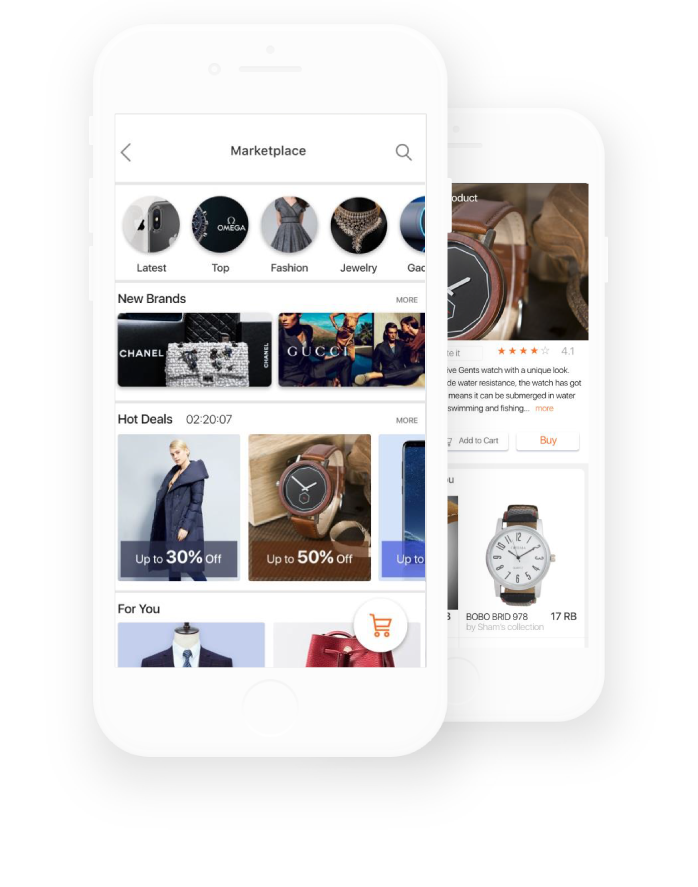 Marketplace
Ω
OMEGA
Latest
Top
Fashion
Jewelry
Gad
New Brands
MORE
CHANEL
CHANEL
GUCCI
Hot Deals 02:20:07
MORE
Up to 30% Off
Up to 50% Off
Up to
For You
oduct
te it
★★★★☆ 4.1
ive Gents watch with a unique look.
de water resistance, the watch has got
means it can be submerged in water
swimming and fishing... more
Add to Cart
Buy
ou
B
BOBO BRID 978 17 RB
by Sham's collection